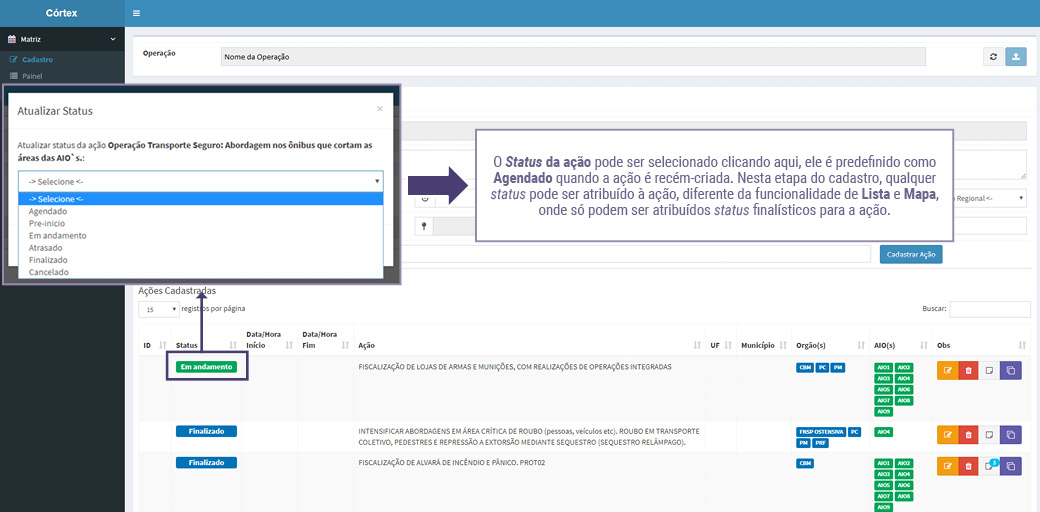 Córtex
Matriz
Cadastro
Painel
Operação
Nome da Operação
Atualizar Status
×
Atualizar status da ação Operação Transporte Seguro: Abordagem nos ônibus que cortam as
áreas das AIO`s.:
-> Selecione <-
-> Selecione <-
Agendado
Pre-inicio
Em andamento
Atrasado
Finalizado
Cancelado
O Status da ação pode ser selecionado clicando aqui, ele é predefinido como
Agendado quando a ação é recém-criada. Nesta etapa do cadastro, qualquer
status pode ser atribuído à ação, diferente da funcionalidade de Lista e Mapa,
onde só podem ser atribuídos status finalísticos para a ação.
Regional <-
Cadastrar Ação
Ações Cadastradas
15 registros por página
Buscar:
ID Status Data/Hora Início Data/Hora Fim Ação UF Município Orgão(s) AIO(s) Obs
Em andamento FISCALIZAÇÃO DE LOJAS DE ARMAS E MUNIÇÕES, COM REALIZAÇÕES DE OPERAÇÕES INTEGRADAS CBM PC PM AIO1 AIO2
AIO3 AIO4
AIO5 AIO6
AIO7 AIO8
AIO9
Finalizado INTENSIFICAR ABORDAGENS EM ÁREA CRÍTICA DE ROUBO (pessoas, veículos etc). ROUBO EM TRANSPORTE FNSP OSTENSIVA PC AIO4
COLETIVO, PEDESTRES E REPRESSÃO A EXTORSÃO MEDIANTE SEQUESTRO (SEQUESTRO RELÂMPAGO). PM PRF
Finalizado FISCALIZAÇÃO DE ALVARÁ DE INCÊNDIO E PÂNICO. PROT02 CBM AIO1 AIO2
AIO3 AIO4
AIO5 AIO6
AIO7 AIO8
AIO9